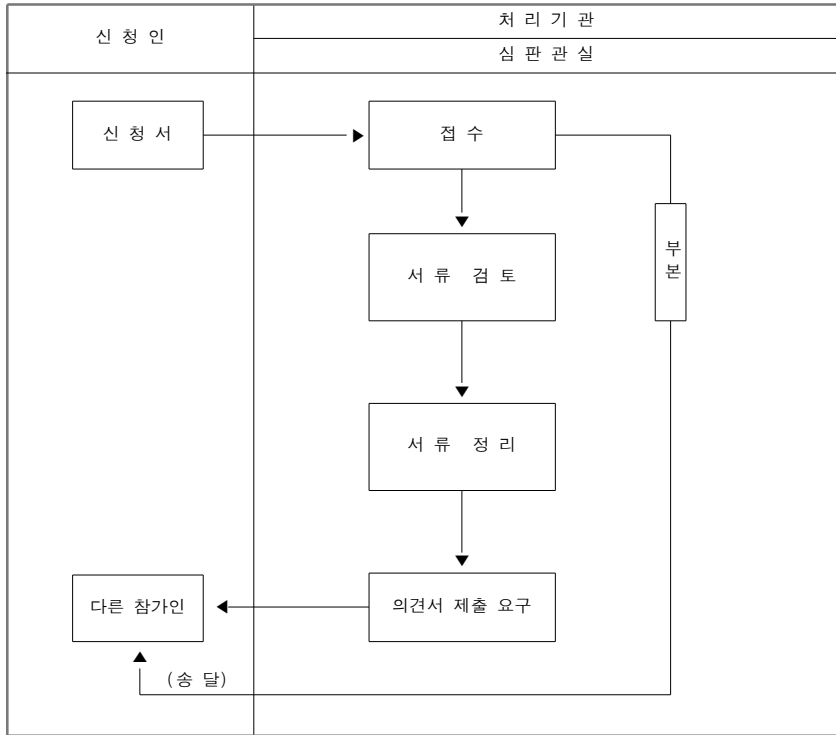 신 청 인
처 리 기 관
심 판 관 실
신 청 서
접 수
부
본
서 류 검 토
서 류 정 리
다른 참가인
의견서 제출 요구
(송 달)